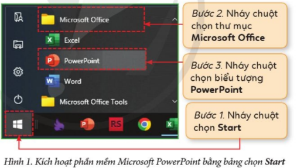 Microsoft Office
Excel
PowerPoint
Word
Microsoft Office Tools
RS
Bước 2. Nháy chuột
chọn thư mục
Microsoft Office
Bước 3. Nháy chuột
chọn biểu tượng
PowerPoint
Bước 1. Nháy chuột
chọn Start
Hình 1. Kích hoạt phần mềm Microsoft PowerPoint bằng bảng chọn Start